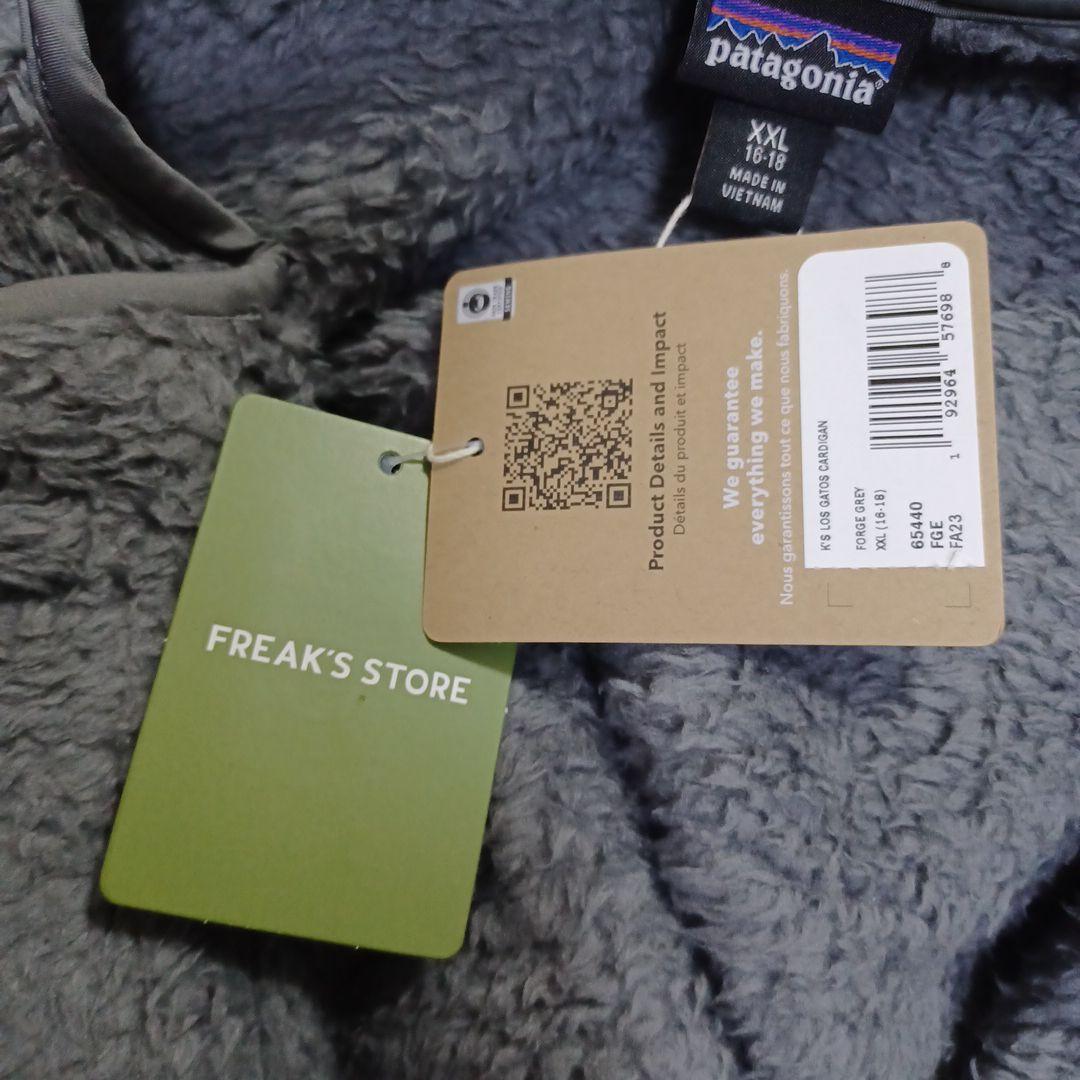 patagonia®
XXL
16-18
MADE IN
VIETNAM
Product Details and Impact
Détails du produit et impact
We guarantee
everything we make.
Nous garantissons tout ce que nous fabriquons.
K'S LOS GATOS CARDIGAN
FORGE GREY
XXL (16-18)
65440
FGE
FA23
1 92964 57698 8
FREAK'S STORE